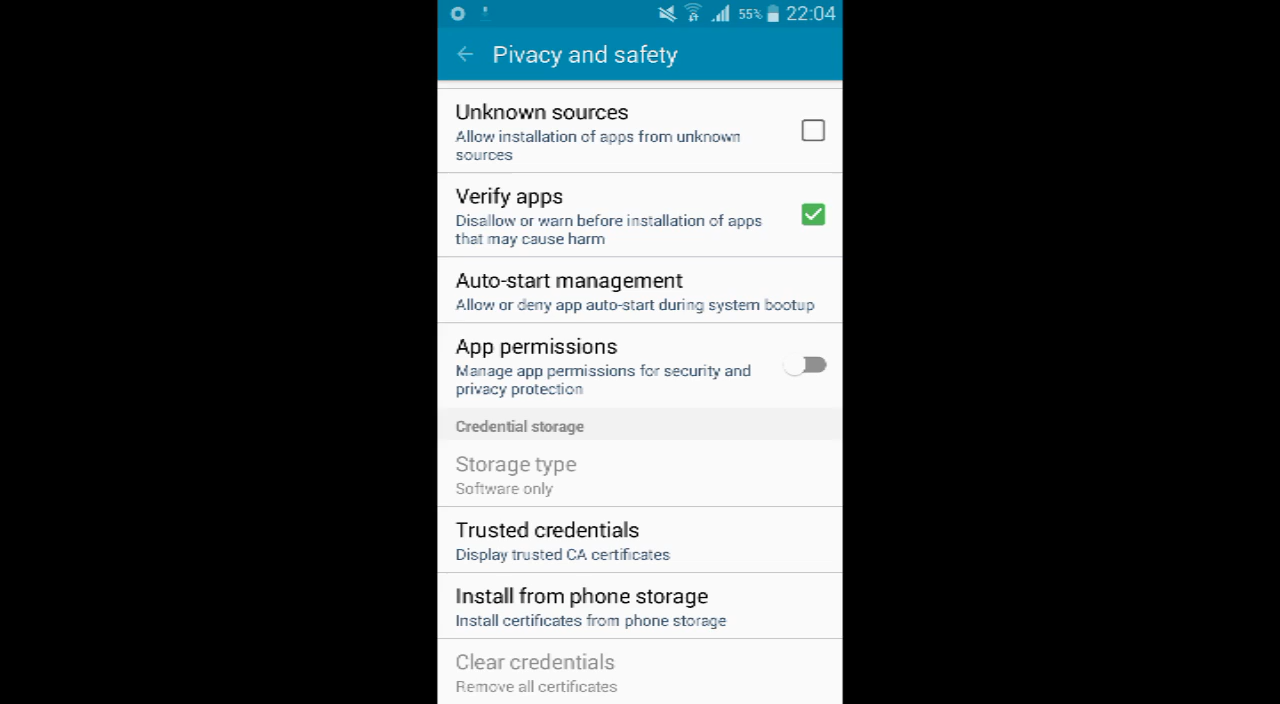 55% 22:04
Pivacy and safety
Unknown sources
Allow installation of apps from unknown
sources
Verify apps
Disallow or warn before installation of apps
that may cause harm
Auto-start management
Allow or deny app auto-start during system bootup
App permissions
Manage app permissions for security and
privacy protection
Credential storage
Storage type
Software only
Trusted credentials
Display trusted CA certificates
Install from phone storage
Install certificates from phone storage
Clear credentials
Remove all certificates